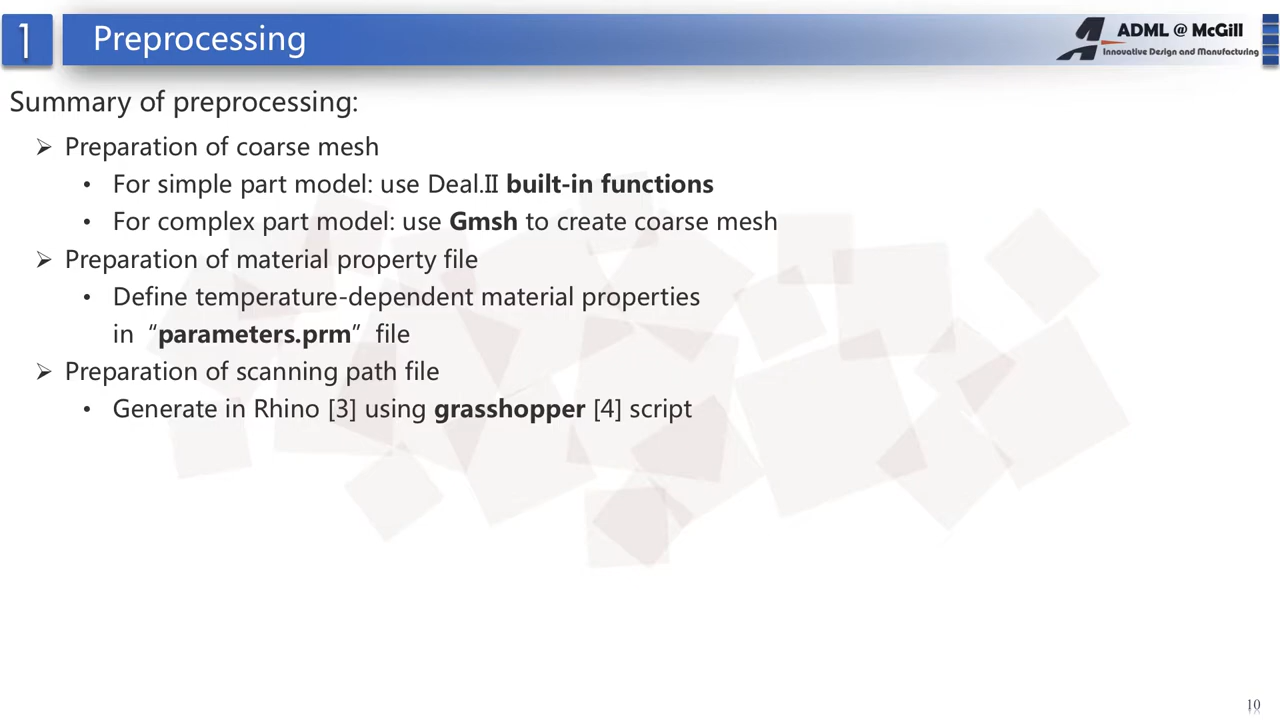 1
Preprocessing
ADML @ McGill
Innovative Design and Manufacturing
Summary of preprocessing:
➢ Preparation of coarse mesh
• For simple part model: use Deal.II built-in functions
• For complex part model: use Gmsh to create coarse mesh
➢ Preparation of material property file
• Define temperature-dependent material properties
in “parameters.prm” file
➢ Preparation of scanning path file
• Generate in Rhino [3] using grasshopper [4] script
10